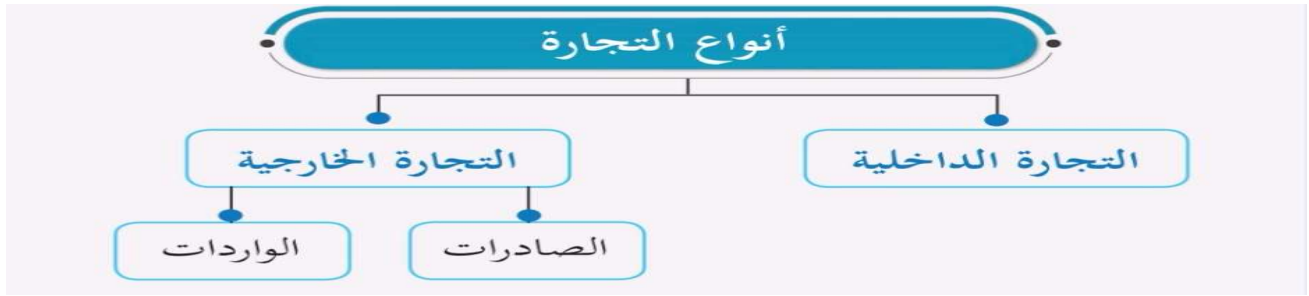 أنواع التجارة
التجارة الداخلية
التجارة الخارجية
الصادرات
الواردات